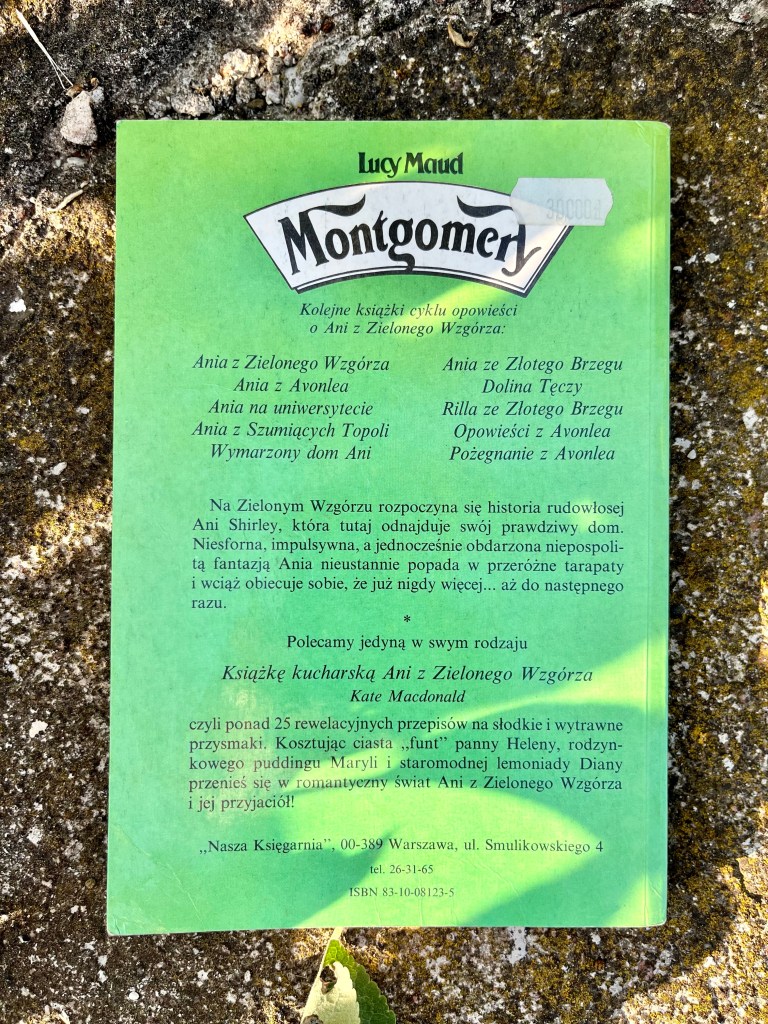 Lucy Maud
Montgomery
30000zł
Kolejne książki cyklu opowieści
o Ani z Zielonego Wzgórza:
Ania z Zielonego Wzgórza
Ania z Avonlea
Ania na uniwersytecie
Ania z Szumiących Topoli
Wymarzony dom Ani
Ania ze Złotego Brzegu
Dolina Tęczy
Rilla ze Złotego Brzegu
Opowieści z Avonlea
Pożegnanie z Avonlea
Na Zielonym Wzgórzu rozpoczyna się historia rudowłosej
Ani Shirley, która tutaj odnajduje swój prawdziwy dom.
Niesforna, impulsywna, a jednocześnie obdarzona niepospoli-
tą fantazją Ania nieustannie popada w przeróżne tarapaty
i wciąż obiecuje sobie, że już nigdy więcej... aż do następnego
razu.
*
Polecamy jedyną w swym rodzaju
Książkę kucharską Ani z Zielonego Wzgórza
Kate Macdonald
czyli ponad 25 rewelacyjnych przepisów na słodkie i wytrawne
przysmaki. Kosztując ciasta „funt” panny Heleny, rodzyn-
kowego puddingu Maryli i staromodnej lemoniady Diany
przenieś się w romantyczny świat Ani z Zielonego Wzgórza
i jej przyjaciół!
„Nasza Księgarnia”, 00-389 Warszawa, ul. Smulikowskiego 4
tel. 26-31-65
ISBN 83-10-08123-5